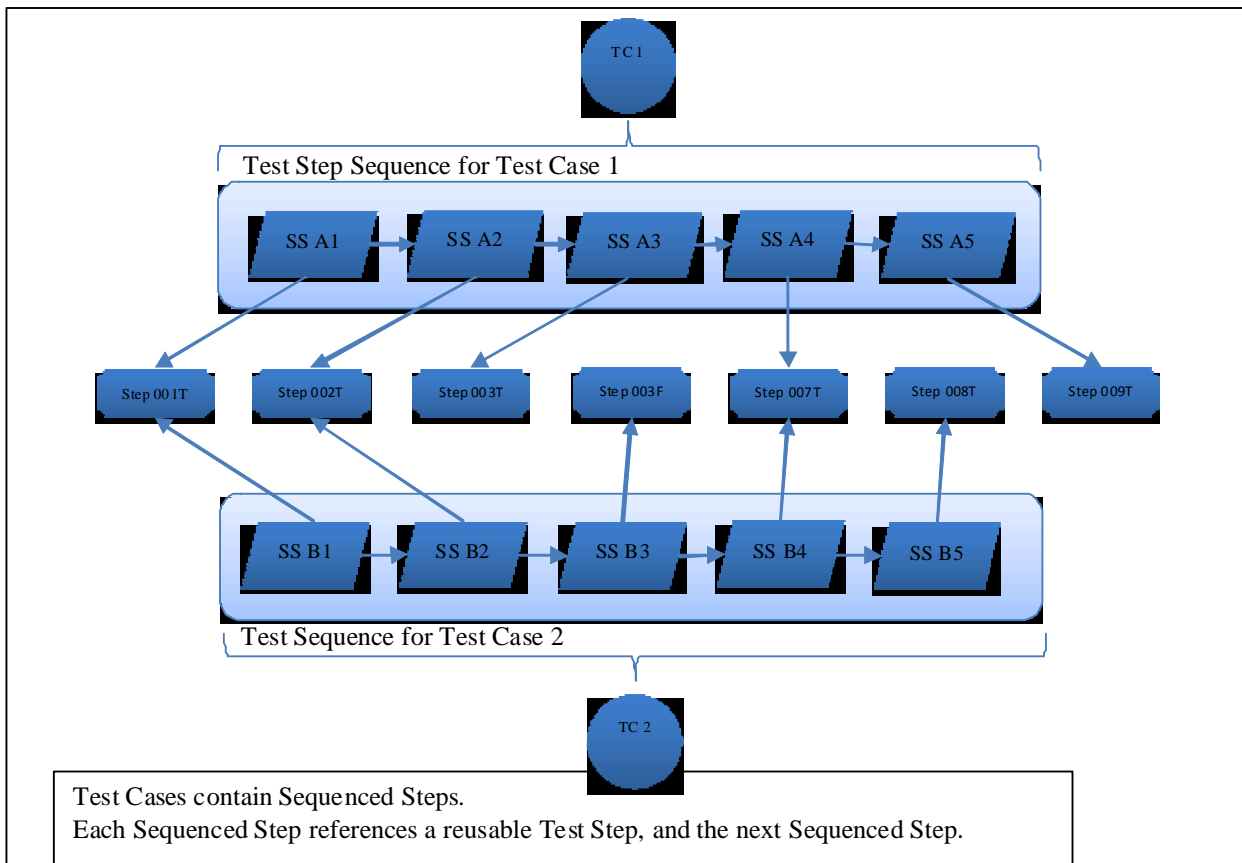 TC 1
Test Step Sequence for Test Case 1
SS A1
SS A2
SS A3
SS A4
SS A5
Step 001T
Step 002T
Step 003T
Step 003F
Step 007T
Step 008T
Step 009T
SS B1
SS B2
SS B3
SS B4
SS B5
Test Sequence for Test Case 2
TC 2
Test Cases contain Sequenced Steps.
Each Sequenced Step references a reusable Test Step, and the next Sequenced Step.